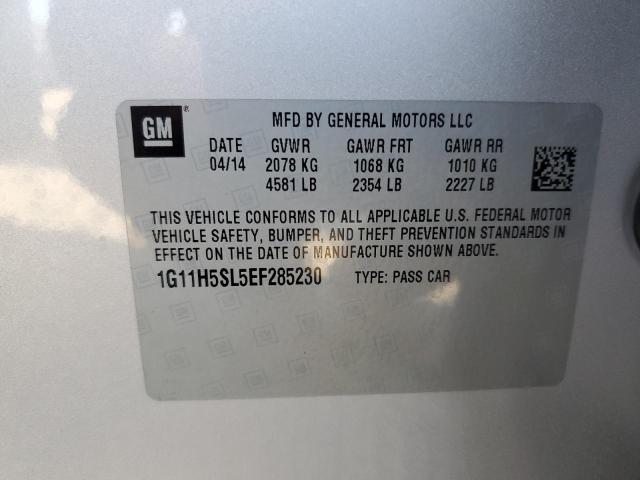 GM
MFD BY GENERAL MOTORS LLC
DATE GVWR GAWR FRT GAWR RR
04/14 2078 KG 1068 KG 1010 KG
4581 LB 2354 LB 2227 LB
THIS VEHICLE CONFORMS TO ALL APPLICABLE U.S. FEDERAL MOTOR
VEHICLE SAFETY, BUMPER, AND THEFT PREVENTION STANDARDS IN
EFFECT ON THE DATE OF MANUFACTURE SHOWN ABOVE.
1G11H5SL5EF285230 TYPE: PASS CAR